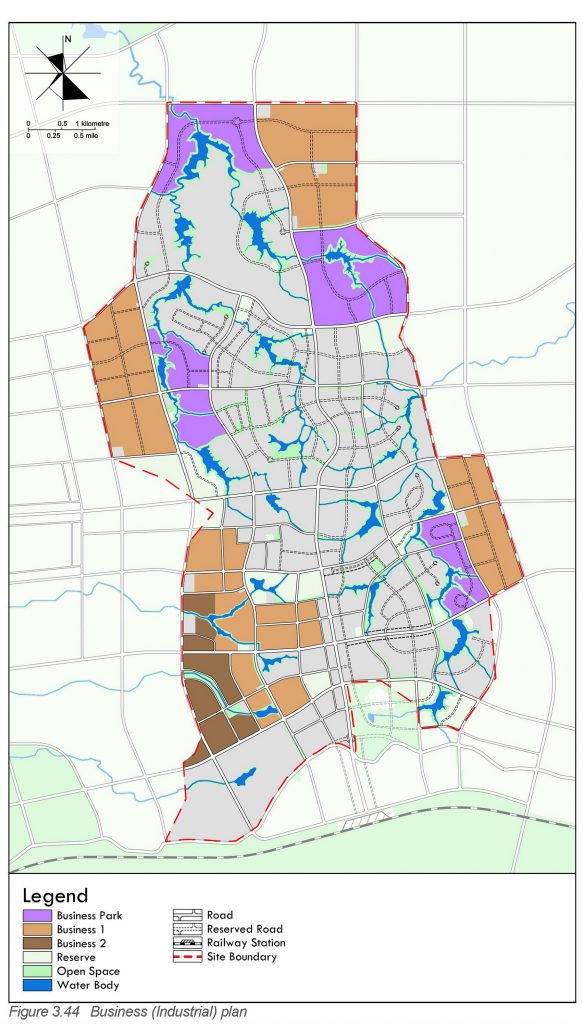 N
0 0.5 1 kilometre
0 0.25 0.5 mile
Legend
Business Park
Business 1
Business 2
Reserve
Open Space
Water Body
Road
Reserved Road
Railway Station
Site Boundary
Figure 3.44 Business (Industrial) plan